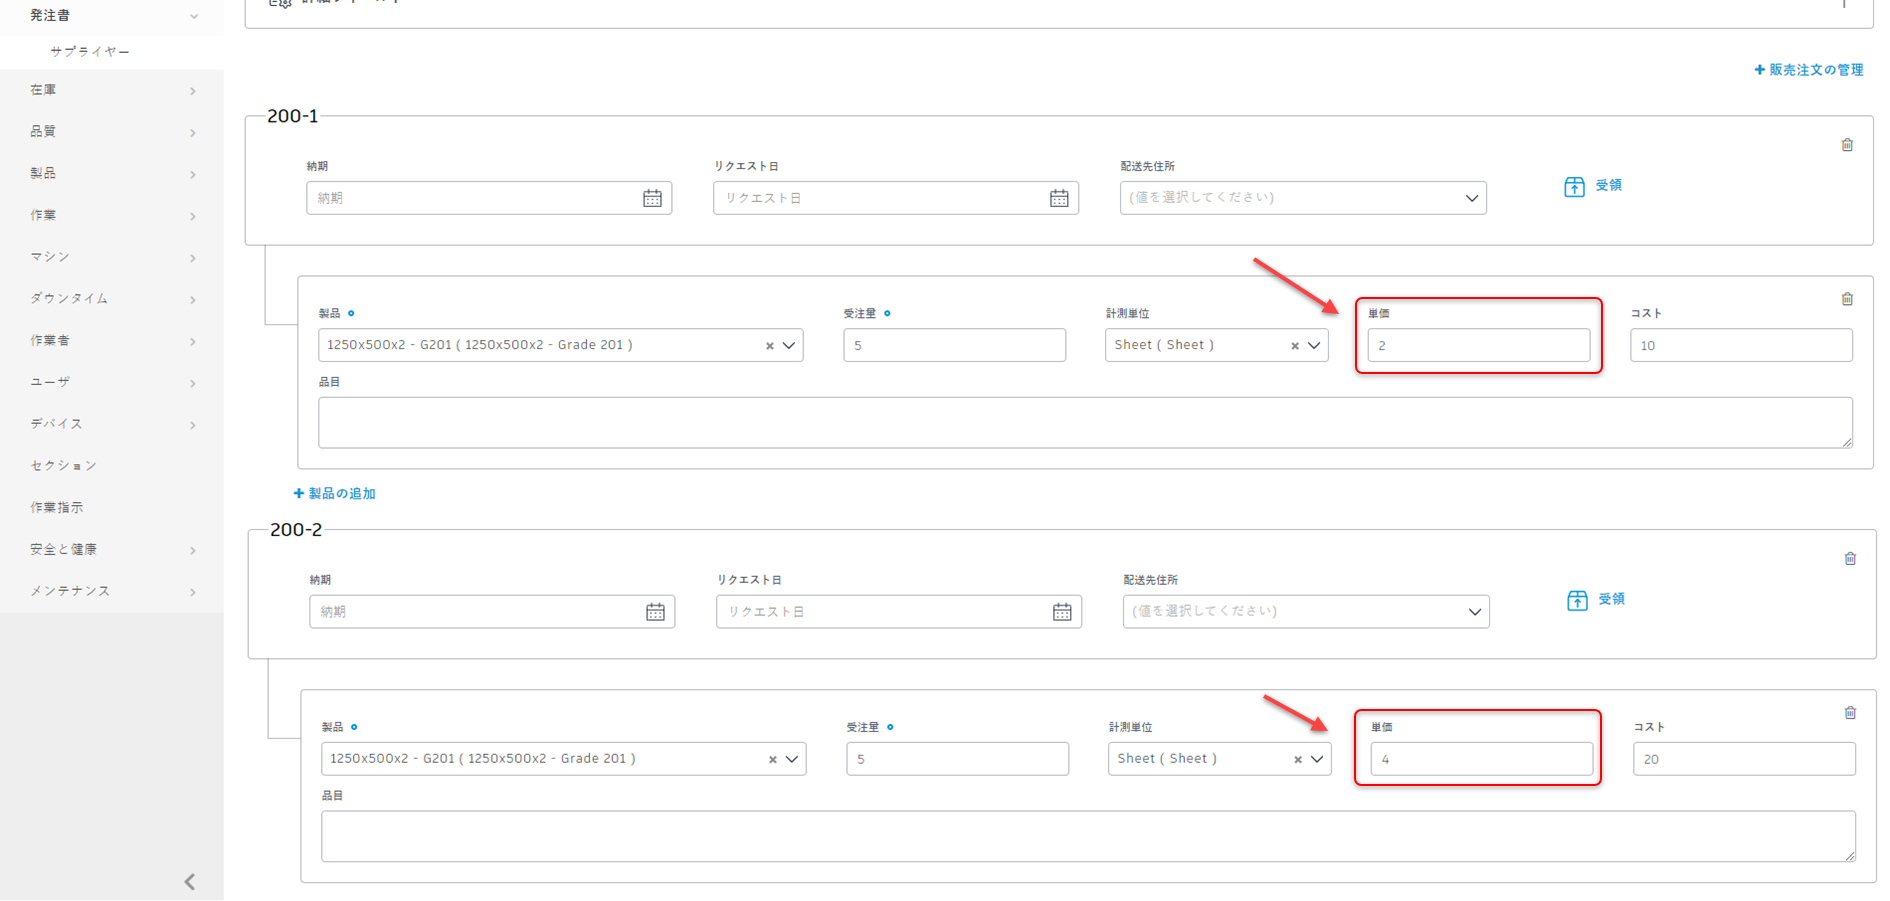 発注書
サプライヤー
在庫
品質
製品
作業
マシン
ダウンタイム
作業者
ユーザ
デバイス
セクション
作業指示
安全と健康
メンテナンス
+ 販売注文の管理
200-1
納期
リクエスト日
配送先住所
納期
リクエスト日
(値を選択してください)
受領
製品
受注量
計測単位
単価
コスト
1250x500x2 - G201 ( 1250x500x2 - Grade 201 )
5
Sheet ( Sheet )
2
10
品目
+ 製品の追加
200-2
納期
リクエスト日
配送先住所
納期
リクエスト日
(値を選択してください)
受領
製品
受注量
計測単位
単価
コスト
1250x500x2 - G201 ( 1250x500x2 - Grade 201 )
5
Sheet ( Sheet )
4
20
品目